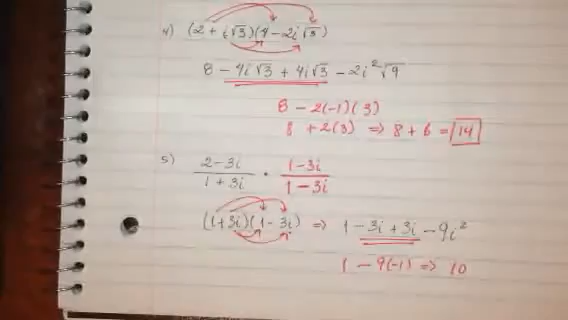 4) (2 + i√3)(4 - 2i√3)
8 - 4i√3 + 4i√3 - 2i²√9
8 - 2(-1)(3)
8 + 2(3) ⇒ 8 + 6 = 14
5) (2-3i)/(1+3i) · (1-3i)/(1-3i)
(1+3i)(1-3i) ⇒ 1 - 3i + 3i - 9i²
1 - 9(-1) ⇒ 10